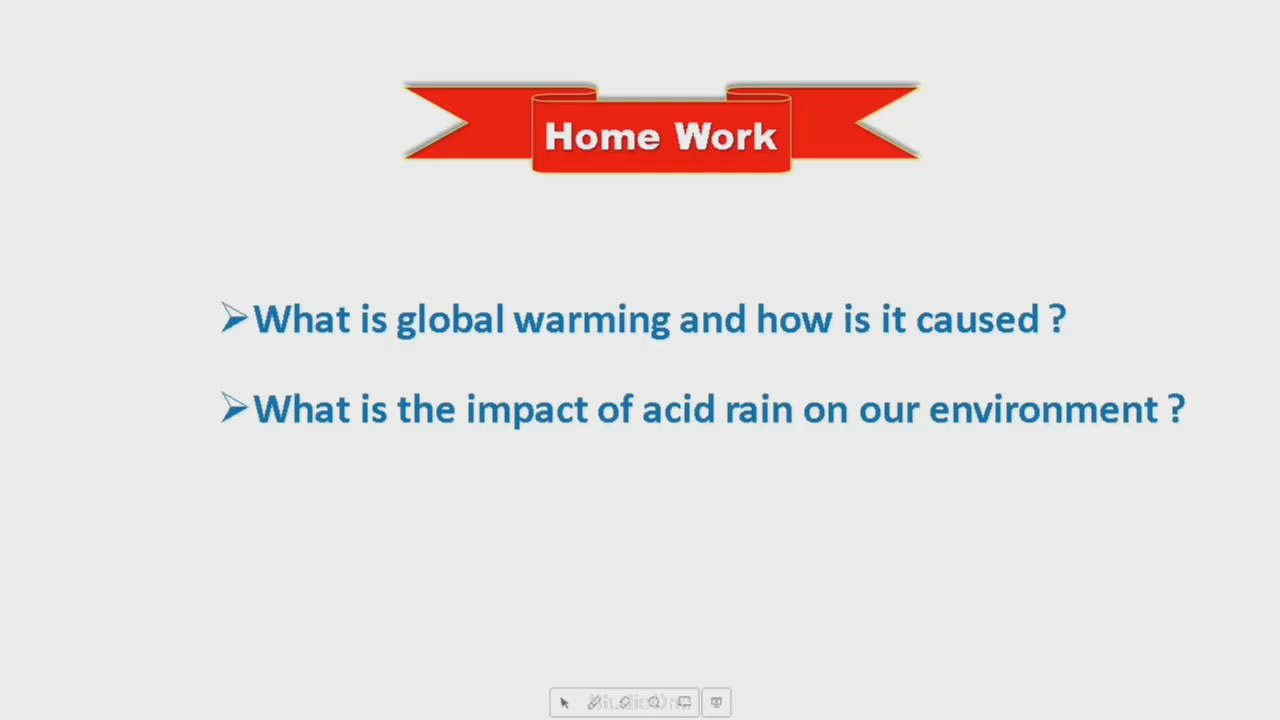 Home Work
What is global warming and how is it caused ?
What is the impact of acid rain on our environment ?